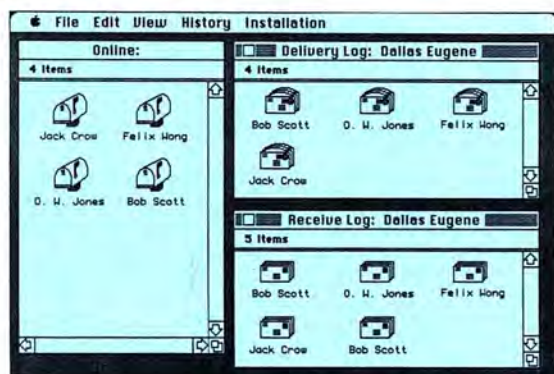 File Edit View History Installation
Online:
4 Items
Jack Crow Felix Wong
O. W. Jones Bob Scott
Delivery Log: Dallas Eugene
4 Items
Bob Scott O. W. Jones Felix Wong
Jack Crow
Receive Log: Dallas Eugene
5 Items
Bob Scott O. W. Jones Felix Wong
Jack Crow Bob Scott